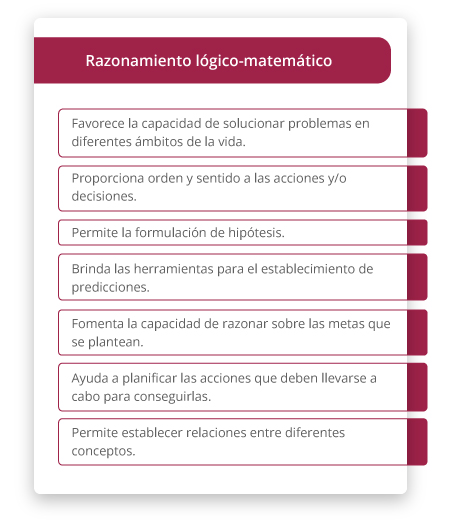 Razonamiento lógico-matemático
Favorece la capacidad de solucionar problemas en
diferentes ámbitos de la vida.
Proporciona orden y sentido a las acciones y/o
decisiones.
Permite la formulación de hipótesis.
Brinda las herramientas para el establecimiento de
predicciones.
Fomenta la capacidad de razonar sobre las metas que
se plantean.
Ayuda a planificar las acciones que deben llevarse a
cabo para conseguirlas.
Permite establecer relaciones entre diferentes
conceptos.